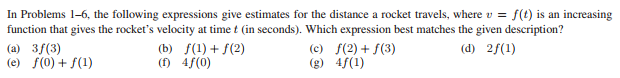 In Problems 1–6, the following expressions give estimates for the distance a rocket travels, where v = f(t) is an increasing
function that gives the rocket's velocity at time t (in seconds). Which expression best matches the given description?
(a) 3f(3) (b) f(1) + f(2) (c) f(2) + f(3) (d) 2f(1)
(e) f(0) + f(1) (f) 4f(0) (g) 4f(1)